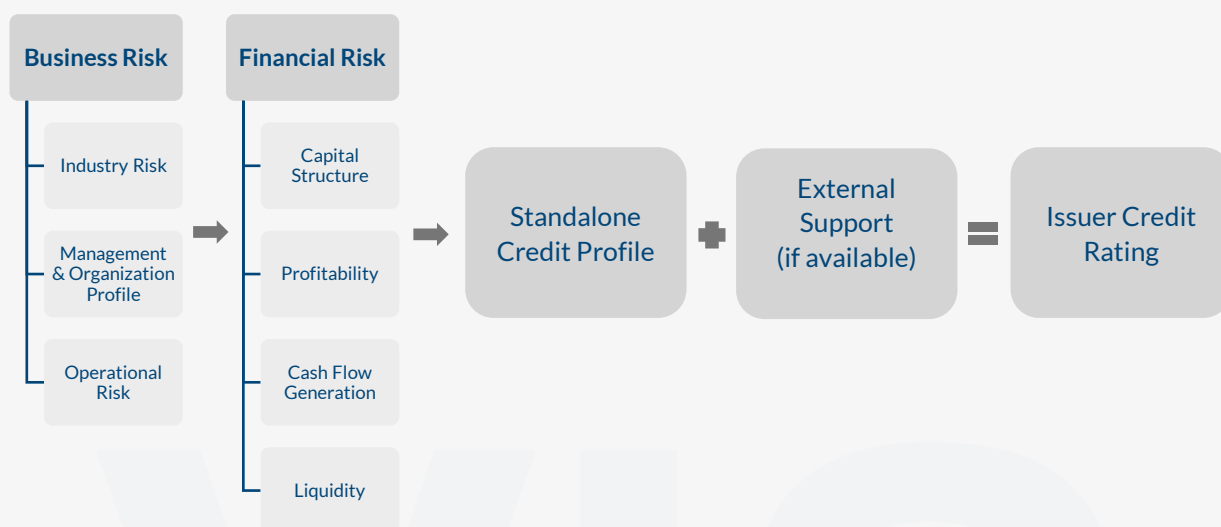 Business Risk
Industry Risk
Management
& Organization
Profile
Operational
Risk
Financial Risk
Capital
Structure
Profitability
Cash Flow
Generation
Liquidity
Standalone
Credit Profile
External
Support
(if available)
Issuer Credit
Rating